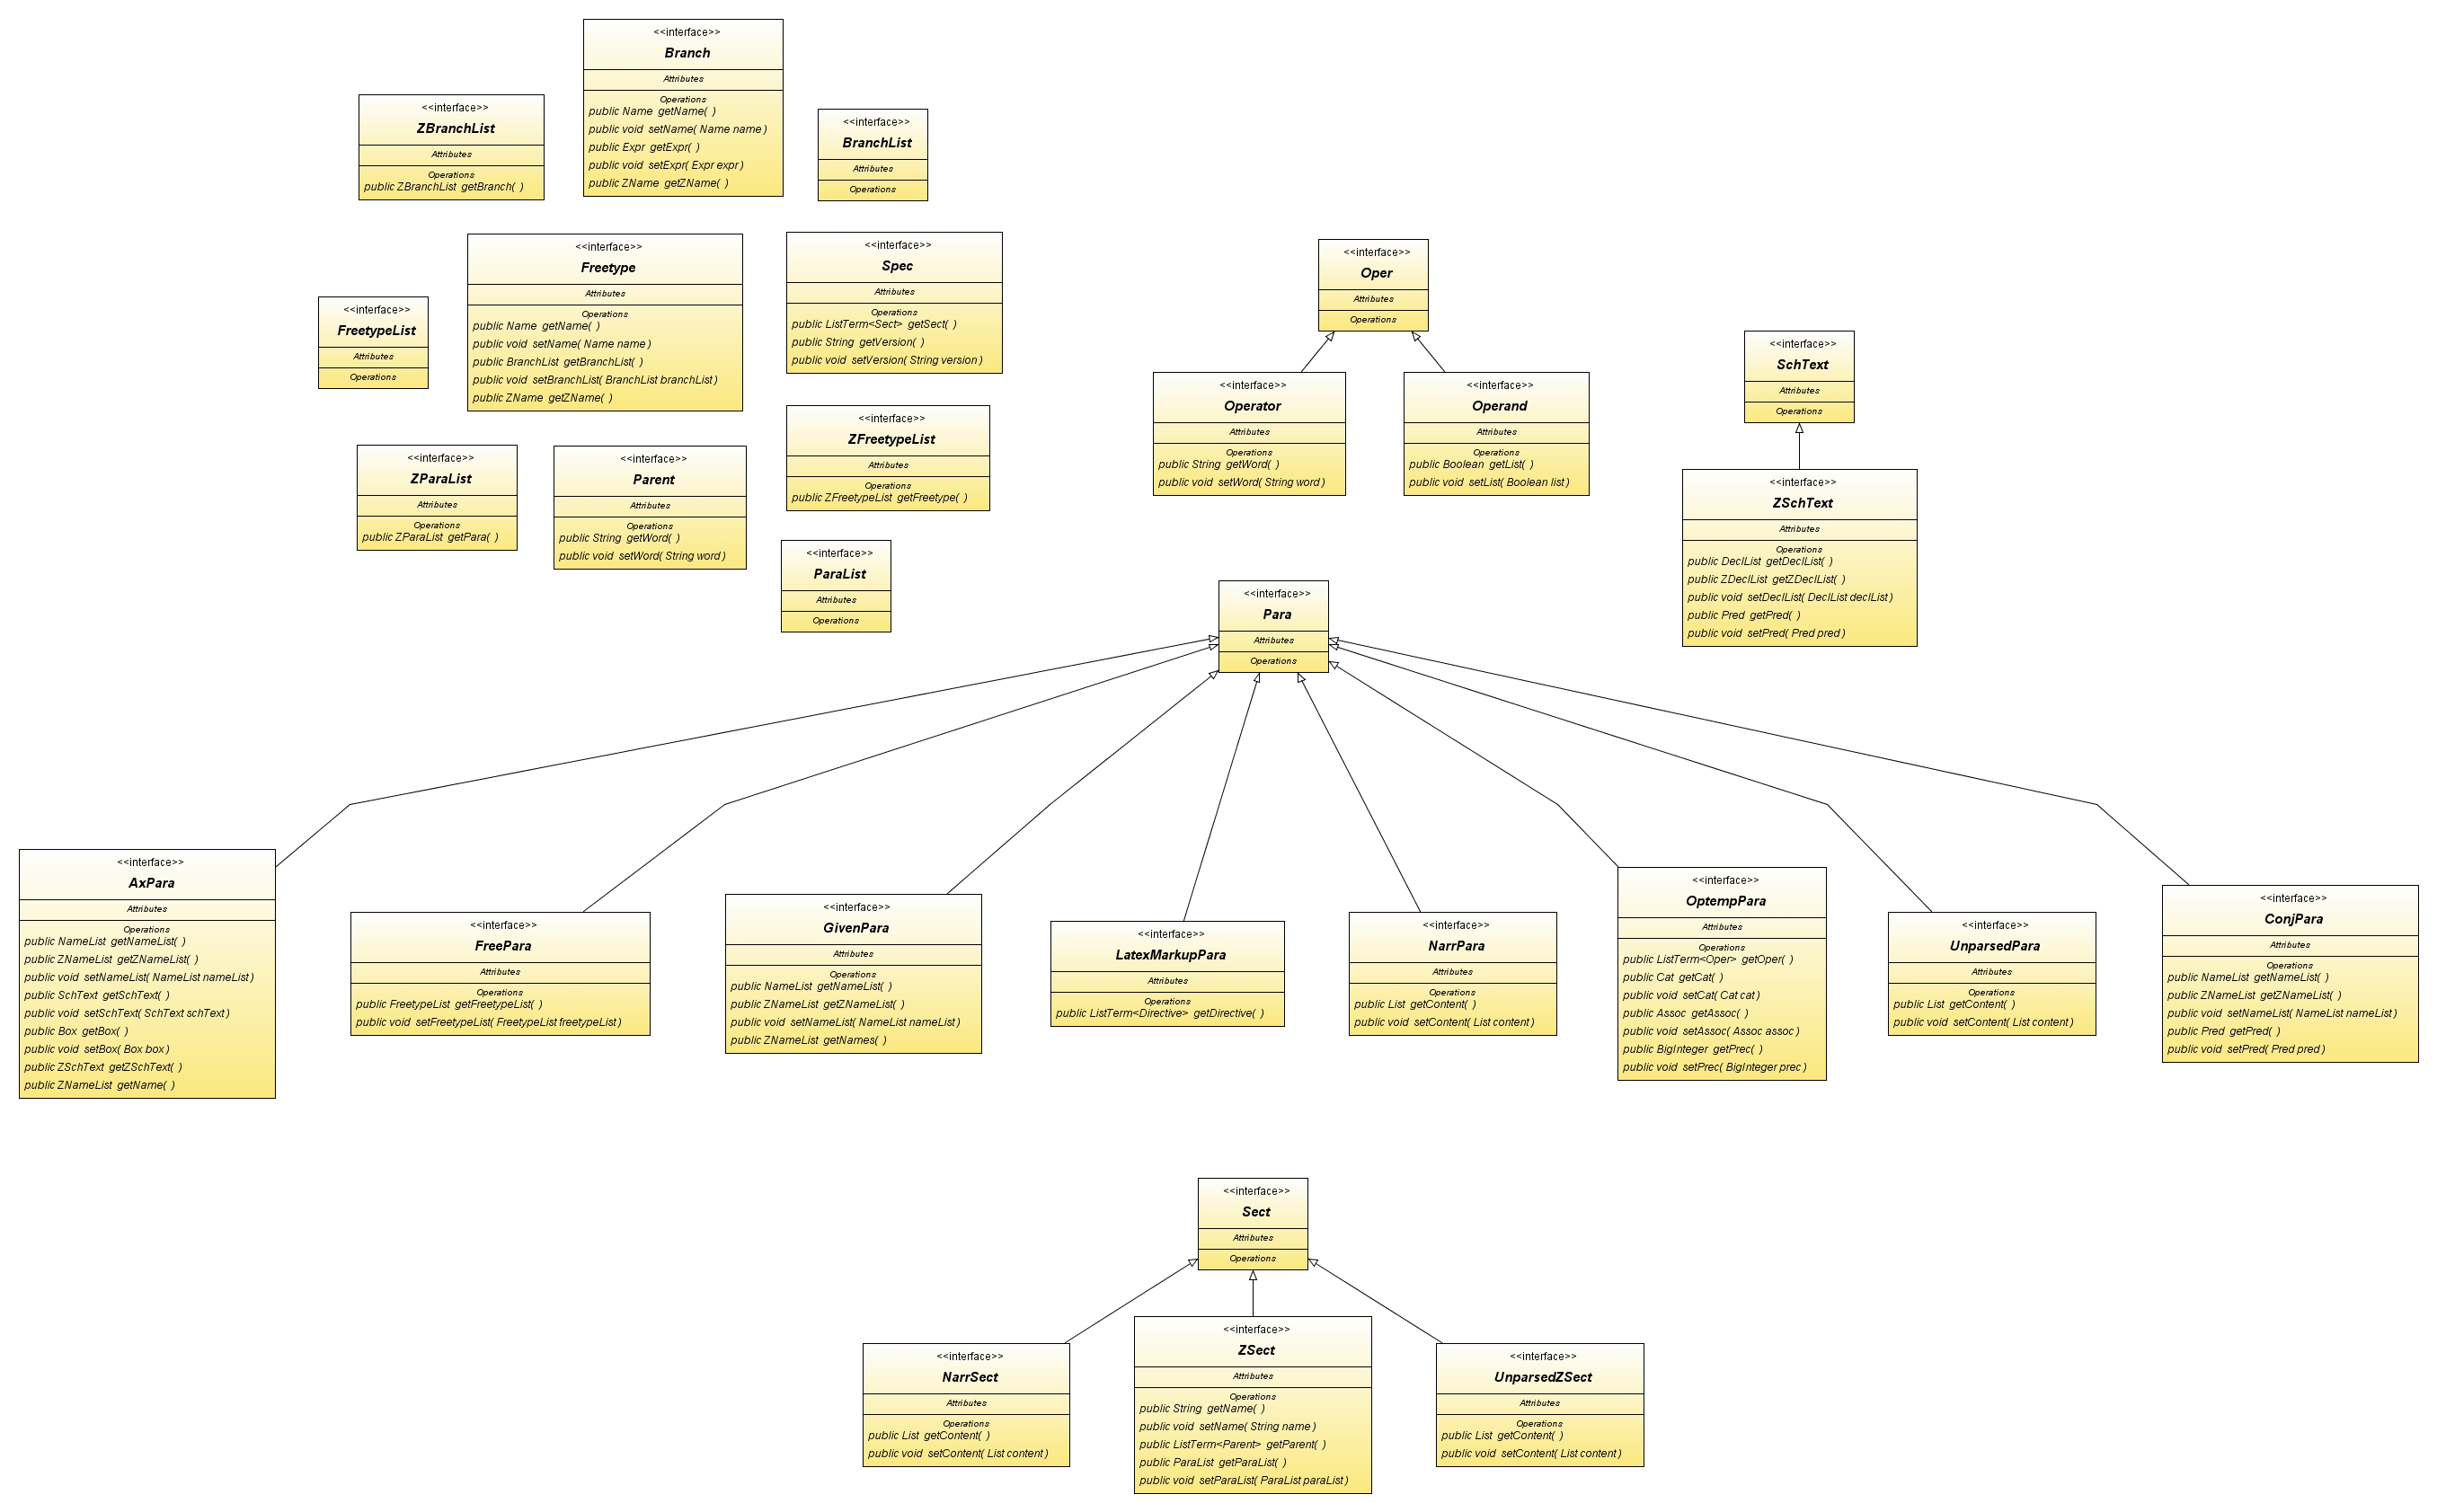 <<interface>>
Branch
Attributes
Operations
public Name getName( )
public void setName( Name name )
public Expr getExpr( )
public void setExpr( Expr expr )
public ZName getZName( )
<<interface>>
ZBranchList
Attributes
Operations
public ZBranchList getBranch( )
<<interface>>
BranchList
Attributes
Operations
<<interface>>
Freetype
Attributes
Operations
public Name getName( )
public void setName( Name name )
public BranchList getBranchList( )
public void setBranchList( BranchList branchList )
public ZName getZName( )
<<interface>>
Spec
Attributes
Operations
public ListTerm<Sect> getSect( )
public String getVersion( )
public void setVersion( String version )
<<interface>>
Oper
Attributes
Operations
<<interface>>
FreetypeList
Attributes
Operations
<<interface>>
SchText
Attributes
Operations
<<interface>>
Operator
Attributes
Operations
public String getWord( )
public void setWord( String word )
<<interface>>
Operand
Attributes
Operations
public Boolean getList( )
public void setList( Boolean list )
<<interface>>
ZFreetypeList
Attributes
Operations
public ZFreetypeList getFreetype( )
<<interface>>
ZParaList
Attributes
Operations
public ZParaList getPara( )
<<interface>>
Parent
Attributes
Operations
public String getWord( )
public void setWord( String word )
<<interface>>
ZSchText
Attributes
Operations
public DeclList getDeclList( )
public ZDeclList getZDeclList( )
public void setDeclList( DeclList declList )
public Pred getPred( )
public void setPred( Pred pred )
<<interface>>
ParaList
Attributes
Operations
<<interface>>
Para
Attributes
Operations
<<interface>>
AxPara
Attributes
Operations
public NameList getNameList( )
public ZNameList getZNameList( )
public void setNameList( NameList nameList )
public SchText getSchText( )
public void setSchText( SchText schText )
public Box getBox( )
public void setBox( Box box )
public ZSchText getZSchText( )
public ZNameList getName( )
<<interface>>
FreePara
Attributes
Operations
public FreetypeList getFreetypeList( )
public void setFreetypeList( FreetypeList freetypeList )
<<interface>>
GivenPara
Attributes
Operations
public NameList getNameList( )
public ZNameList getZNameList( )
public void setNameList( NameList nameList )
public ZNameList getNames( )
<<interface>>
LatexMarkupPara
Attributes
Operations
public ListTerm<Directive> getDirective( )
<<interface>>
NarrPara
Attributes
Operations
public List getContent( )
public void setContent( List content )
<<interface>>
OptempPara
Attributes
Operations
public ListTerm<Oper> getOper( )
public Cat getCat( )
public void setCat( Cat cat )
public Assoc getAssoc( )
public void setAssoc( Assoc assoc )
public BigInteger getPrec( )
public void setPrec( BigInteger prec )
<<interface>>
UnparsedPara
Attributes
Operations
public List getContent( )
public void setContent( List content )
<<interface>>
ConjPara
Attributes
Operations
public NameList getNameList( )
public ZNameList getZNameList( )
public void setNameList( NameList nameList )
public Pred getPred( )
public void setPred( Pred pred )
<<interface>>
Sect
Attributes
Operations
<<interface>>
NarrSect
Attributes
Operations
public List getContent( )
public void setContent( List content )
<<interface>>
ZSect
Attributes
Operations
public String getName( )
public void setName( String name )
public ListTerm<Parent> getParent( )
public ParaList getParaList( )
public void setParaList( ParaList paraList )
<<interface>>
UnparsedZSect
Attributes
Operations
public List getContent( )
public void setContent( List content )